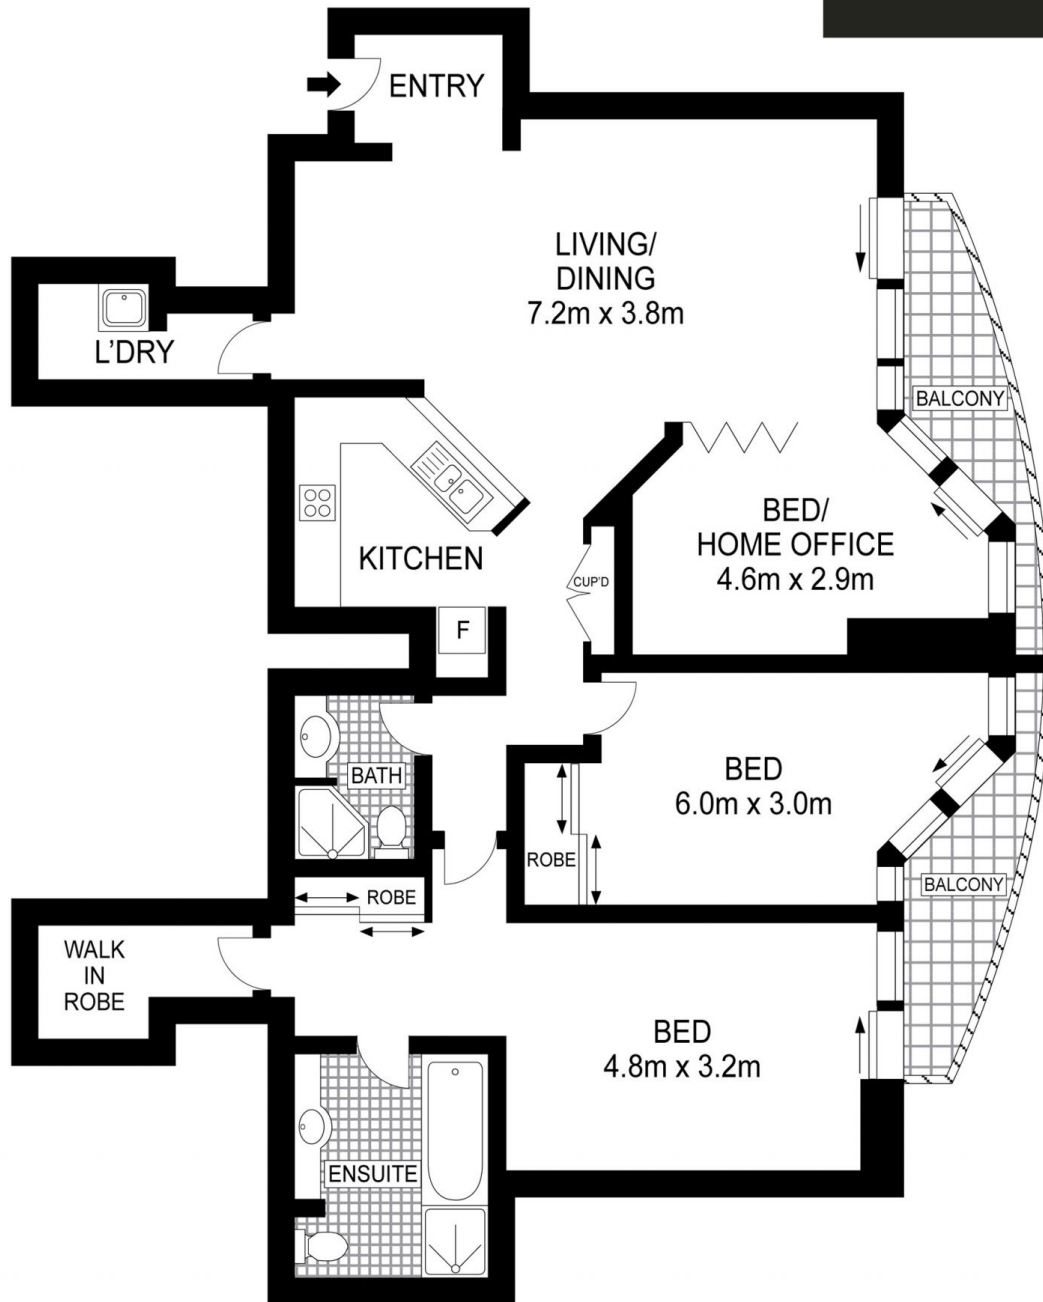 ENTRY
LIVING/
DINING
7.2m x 3.8m
L'DRY
BALCONY
BED/
HOME OFFICE
4.6m x 2.9m
KITCHEN
CUP'D
F
BATH
BED
6.0m x 3.0m
ROBE
ROBE
BALCONY
WALK
IN
ROBE
BED
4.8m x 3.2m
ENSUITE